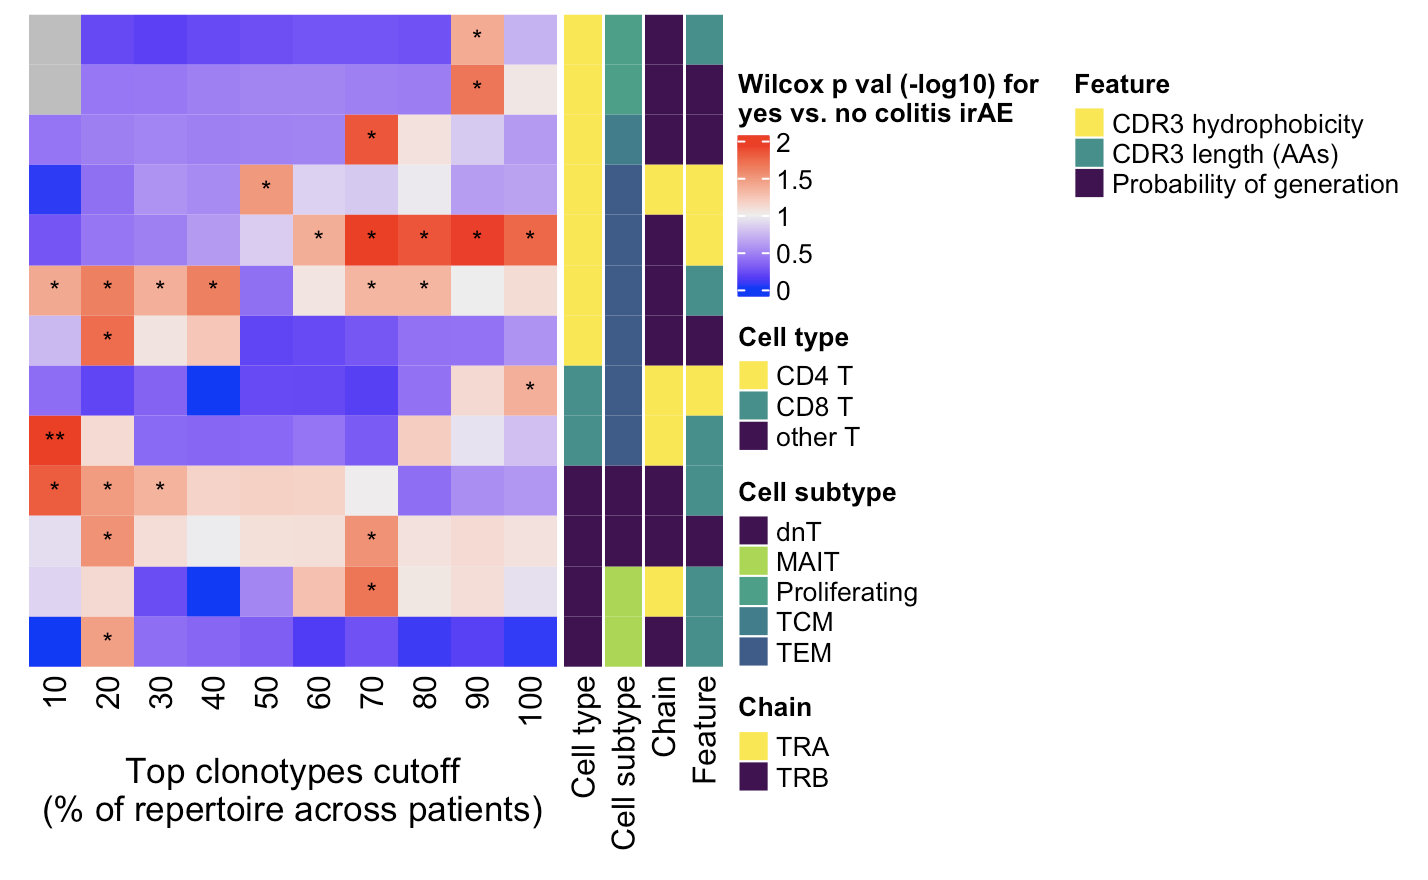 *
*
*
*
* * * * *
* * * * * *
*
*
**
* * *
* *
*
*
10 20 30 40 50 60 70 80 90 100
Cell type
Cell subtype
Chain
Feature
Top clonotypes cutoff
(% of repertoire across patients)
Wilcox p val (-log10) for
yes vs. no colitis irAE
2
1.5
1
0.5
0
Cell type
CD4 T
CD8 T
other T
Cell subtype
dnT
MAIT
Proliferating
TCM
TEM
Chain
TRA
TRB
Feature
CDR3 hydrophobicity
CDR3 length (AAs)
Probability of generation